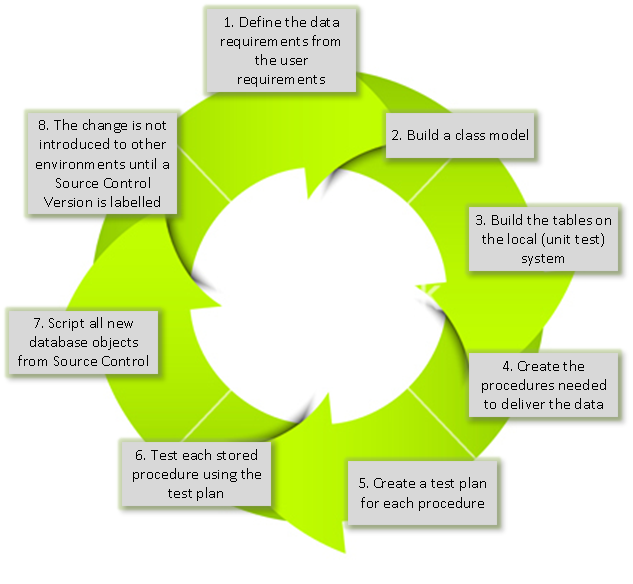 1. Define the data
requirements from
the user
requirements
2. Build a class model
3. Build the tables on
the local (unit test)
system
4. Create the
procedures needed
to deliver the data
5. Create a test plan
for each procedure
6. Test each stored
procedure using the
test plan
7. Script all new
database objects
from Source Control
8. The change is not
introduced to other
environments until a
Source Control
Version is labelled